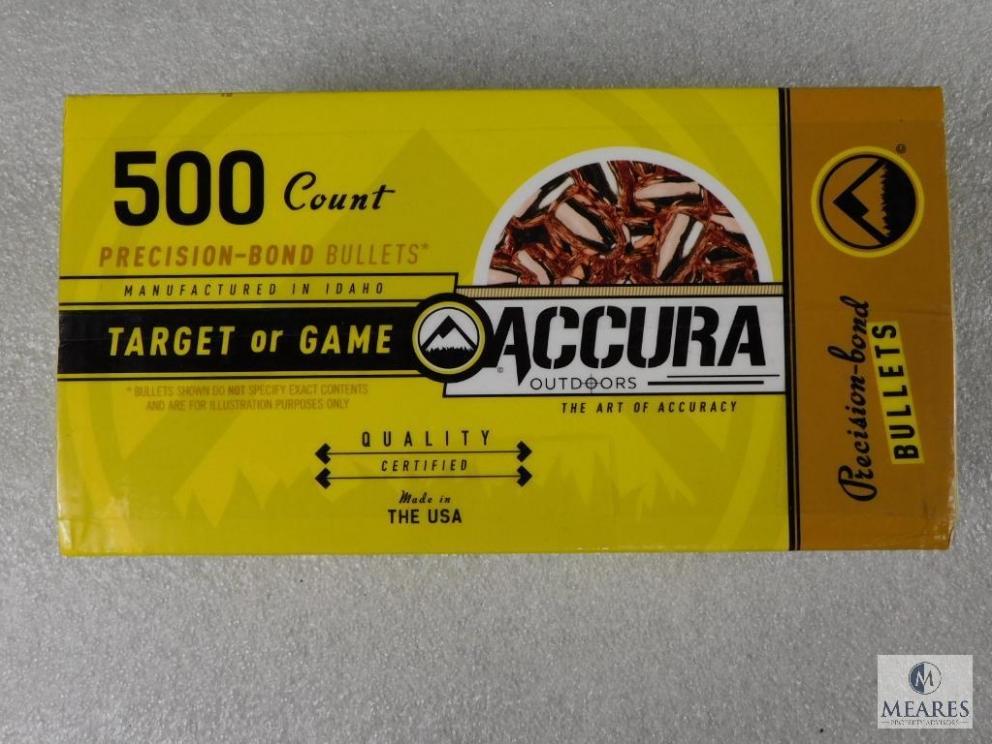 500 Count
PRECISION-BOND BULLETS*
MANUFACTURED IN IDAHO
TARGET or GAME
ACCURA
©
OUTDOORS
THE ART OF ACCURACY
* BULLETS SHOWN DO NOT SPECIFY EXACT CONTENTS
AND ARE FOR ILLUSTRATION PURPOSES ONLY
QUALITY
CERTIFIED
Made in
THE USA
©
Precision-bond
BULLETS
M
MEARES
PROPERTY ADVISORS